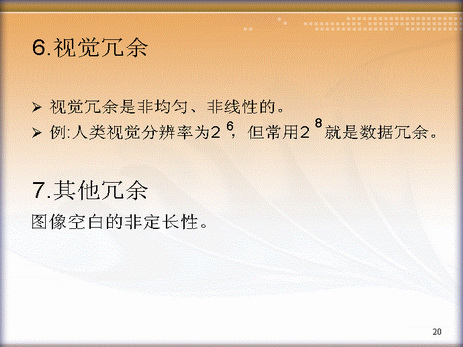 6.视觉冗余
视觉冗余是非均匀、非线性的。
例:人类视觉分辨率为2⁶，但常用2⁸就是数据冗余。
7.其他冗余
图像空白的非定长性。
20